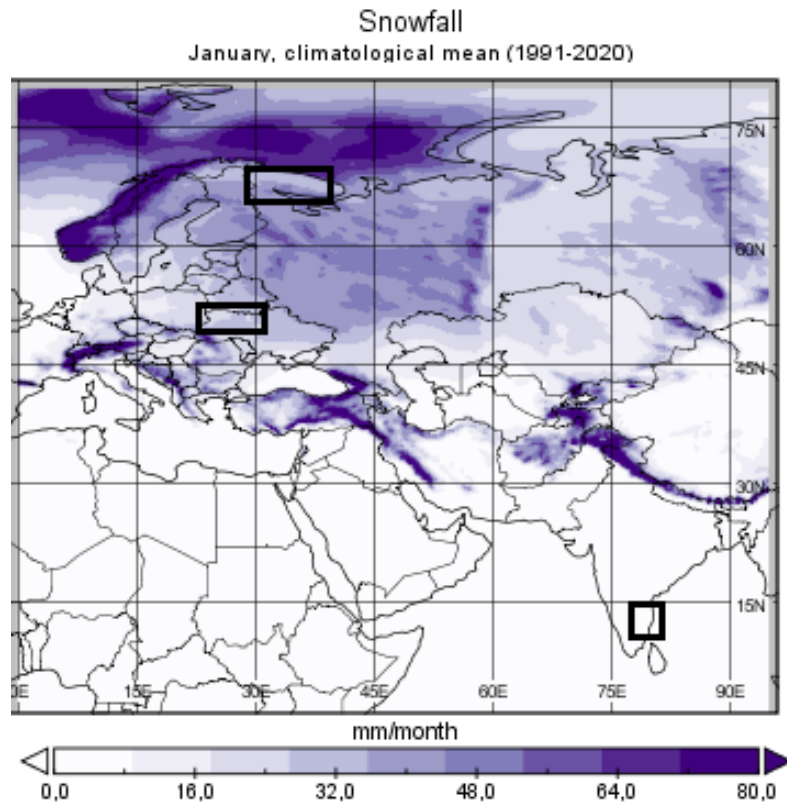 Snowfall
January, climatological mean (1991-2020)
75N
60N
45N
30N
15N
0E 15E 30E 45E 60E 75E 90E
mm/month
0,0 16,0 32,0 48,0 64,0 80,0